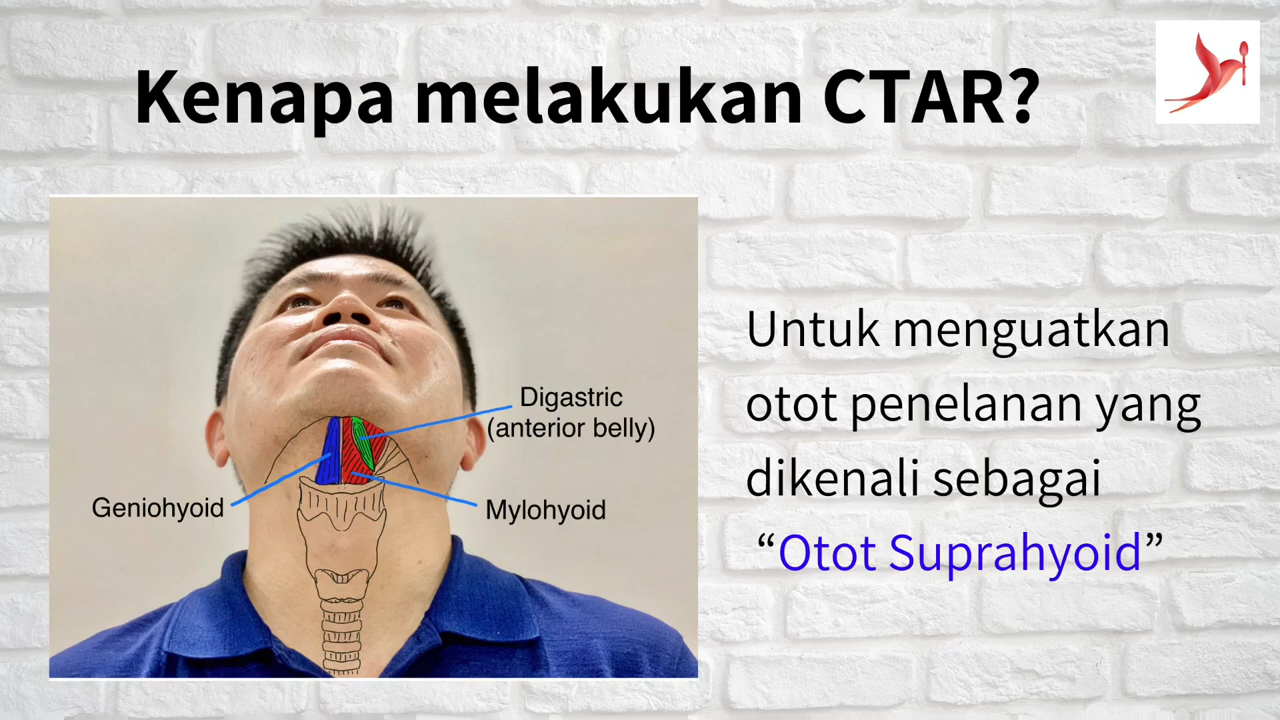 Kenapa melakukan CTAR?
Digastric
(anterior belly)
Geniohyoid
Mylohyoid
Untuk menguatkan
otot penelanan yang
dikenali sebagai
“Otot Suprahyoid”